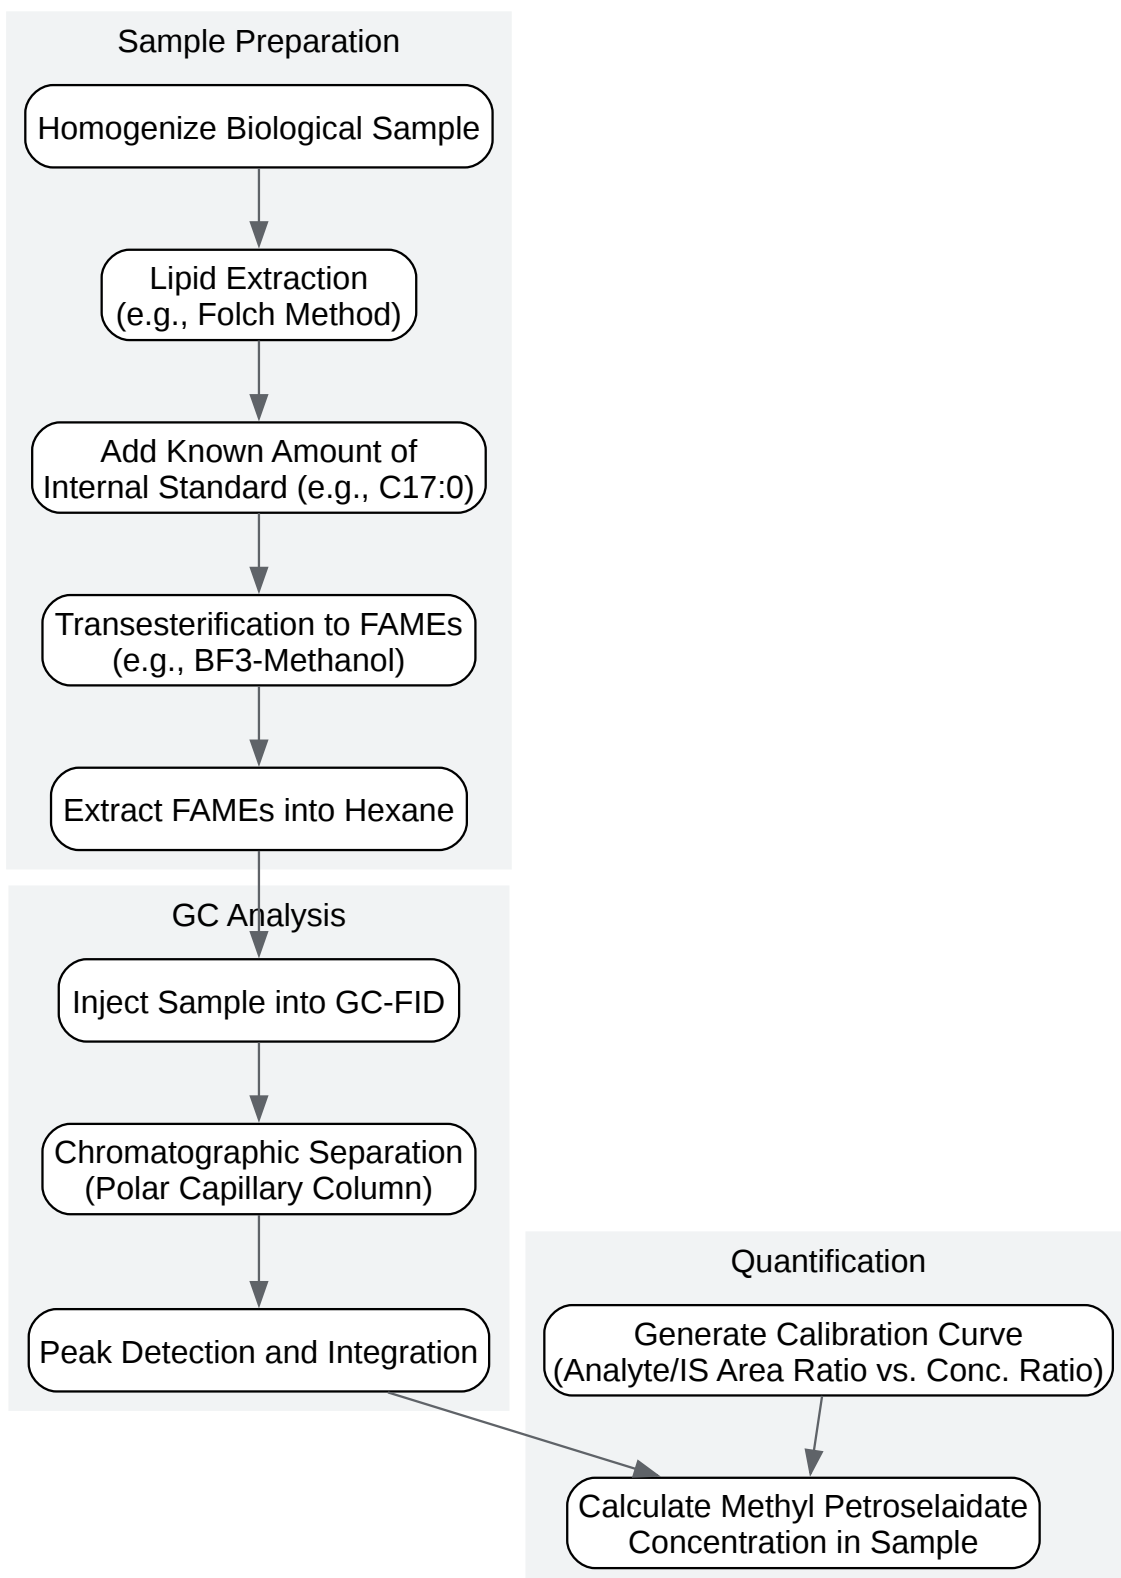 Sample Preparation
Homogenize Biological Sample
Lipid Extraction
(e.g., Folch Method)
Add Known Amount of
Internal Standard (e.g., C17:0)
Transesterification to FAMEs
(e.g., BF3-Methanol)
Extract FAMEs into Hexane
GC Analysis
Inject Sample into GC-FID
Chromatographic Separation
(Polar Capillary Column)
Peak Detection and Integration
Quantification
Generate Calibration Curve
(Analyte/IS Area Ratio vs. Conc. Ratio)
Calculate Methyl Petroselaidate
Concentration in Sample